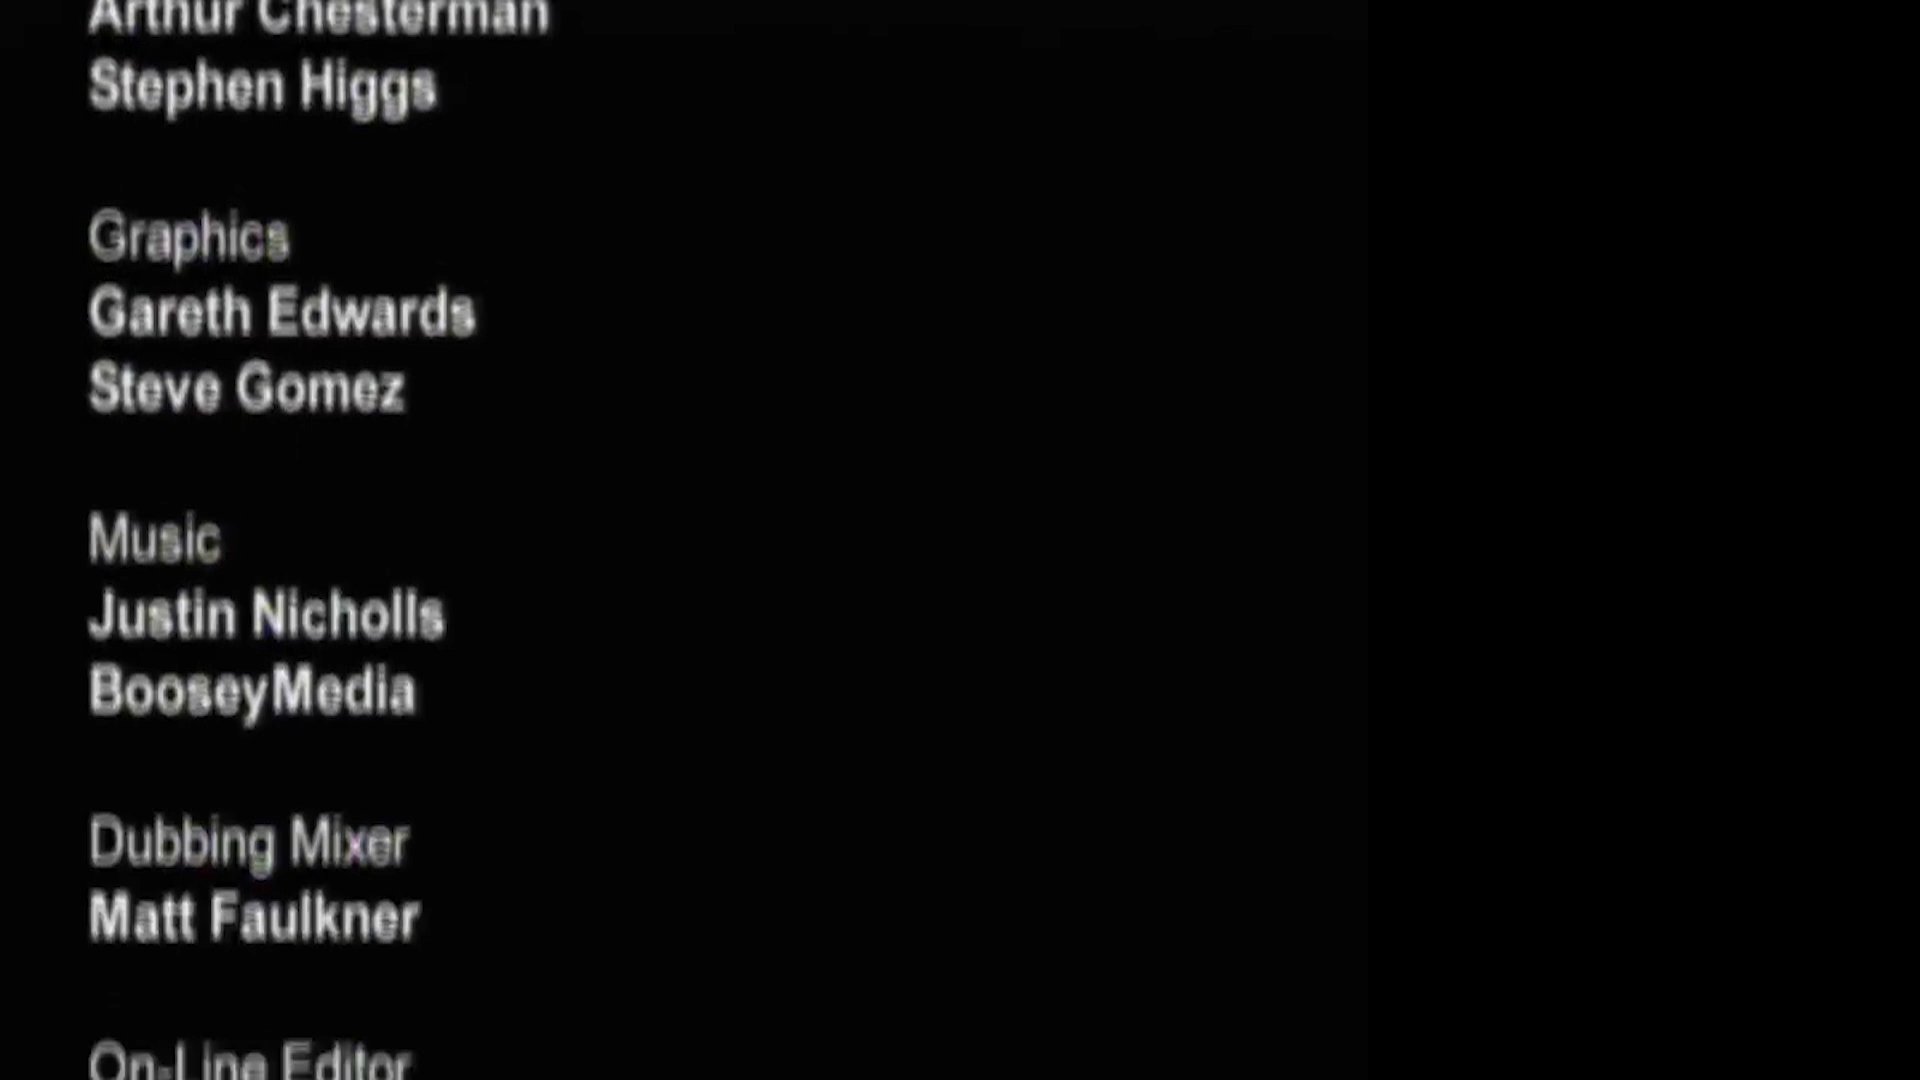 Arthur Chesterman
Stephen Higgs
Graphics
Gareth Edwards
Steve Gomez
Music
Justin Nicholls
BooseyMedia
Dubbing Mixer
Matt Faulkner
On-Line Editor